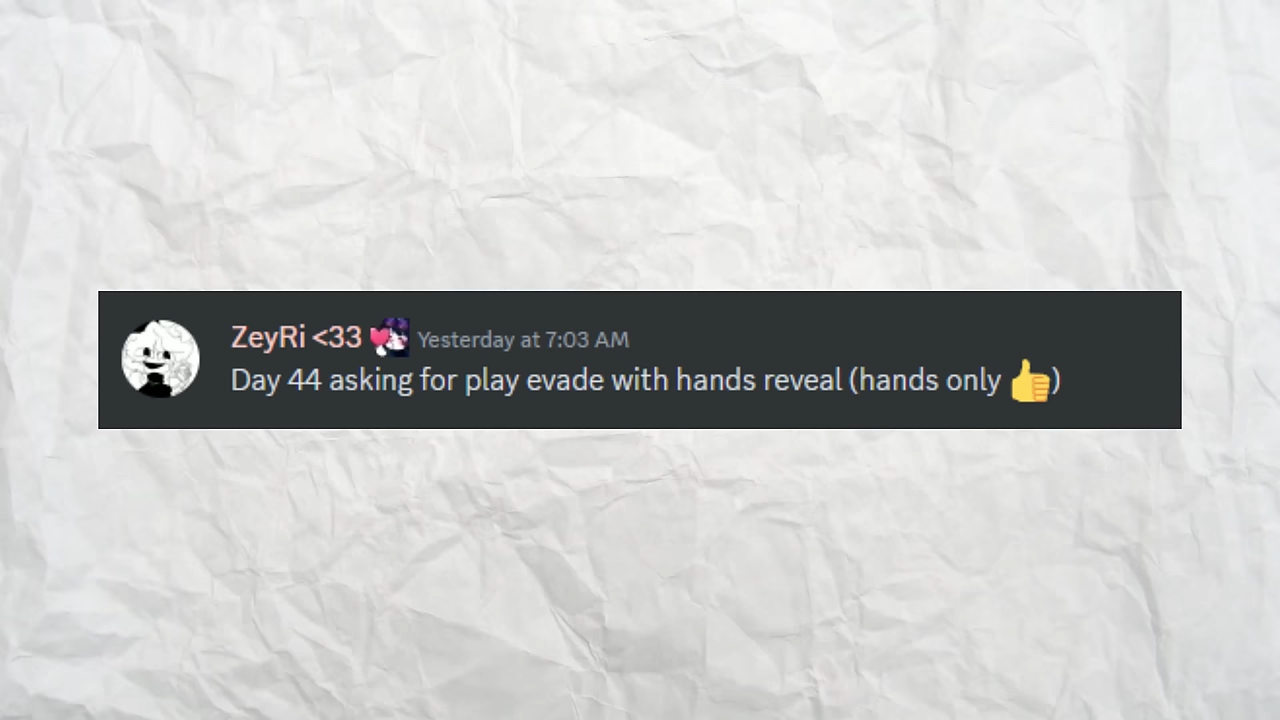 ZeyRi <33 Yesterday at 7:03 AM
Day 44 asking for play evade with hands reveal (hands only 👍)